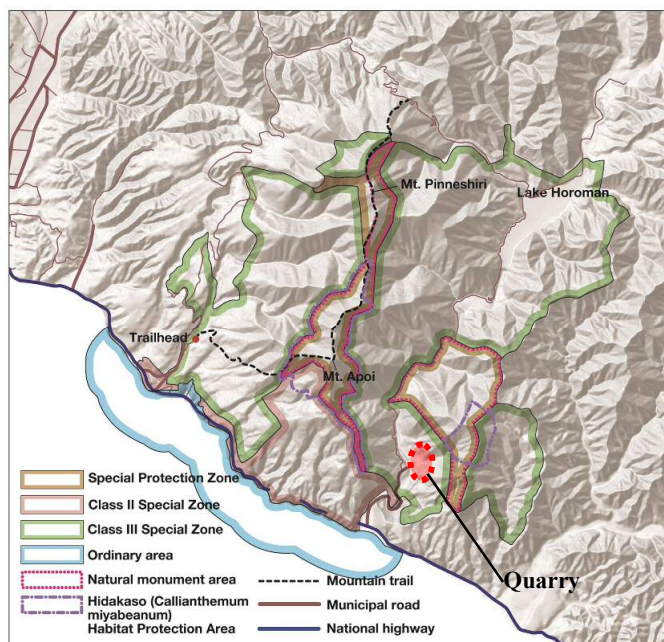 Mt. Pinneshiri
Lake Horoman
Trailhead
Mt. Apoi
Special Protection Zone
Class II Special Zone
Class III Special Zone
Ordinary area
Natural monument area
Hidakaso (Callianthemum
miyabeanum)
Habitat Protection Area
Mountain trail
Municipal road
National highway
Quarry